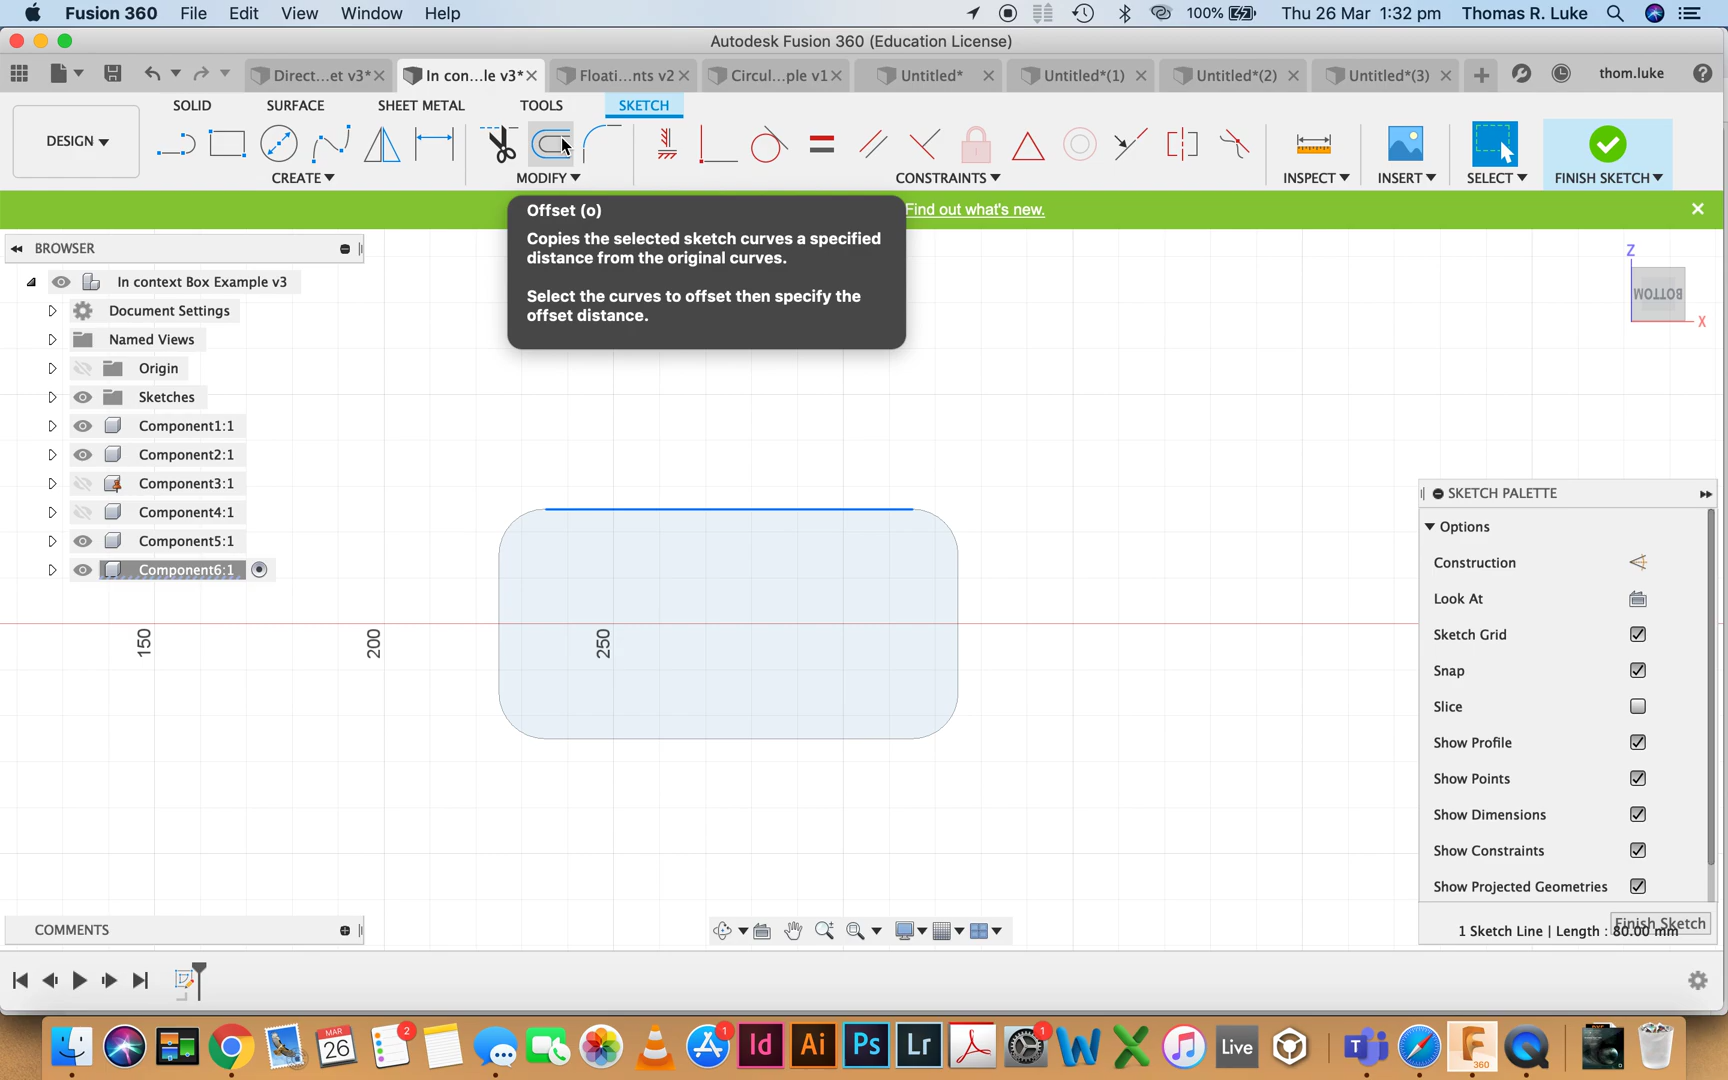 Fusion 360 File Edit View Window Help 100% Thu 26 Mar 1:32 pm Thomas R. Luke
Autodesk Fusion 360 (Education License)
Direct...et v3* In con...le v3* Floati...nts v2 Circul...ple v1 Untitled* Untitled*(1) Untitled*(2) Untitled*(3) thom.luke
SOLID SURFACE SHEET METAL TOOLS SKETCH
DESIGN
CREATE MODIFY CONSTRAINTS INSPECT INSERT SELECT FINISH SKETCH
Find out what's new.
Offset (o)
Copies the selected sketch curves a specified
distance from the original curves.
Select the curves to offset then specify the
offset distance.
BROWSER
In context Box Example v3
Document Settings
Named Views
Origin
Sketches
Component1:1
Component2:1
Component3:1
Component4:1
Component5:1
Component6:1
150 200 250
Z
BOTTOM
X
SKETCH PALETTE
Options
Construction
Look At
Sketch Grid
Snap
Slice
Show Profile
Show Points
Show Dimensions
Show Constraints
Show Projected Geometries
Finish Sketch
1 Sketch Line | Length : 80.00 mm
COMMENTS
MAR
26
2
1
Id Ai Ps Lr
1
W X
Live
T
F
360